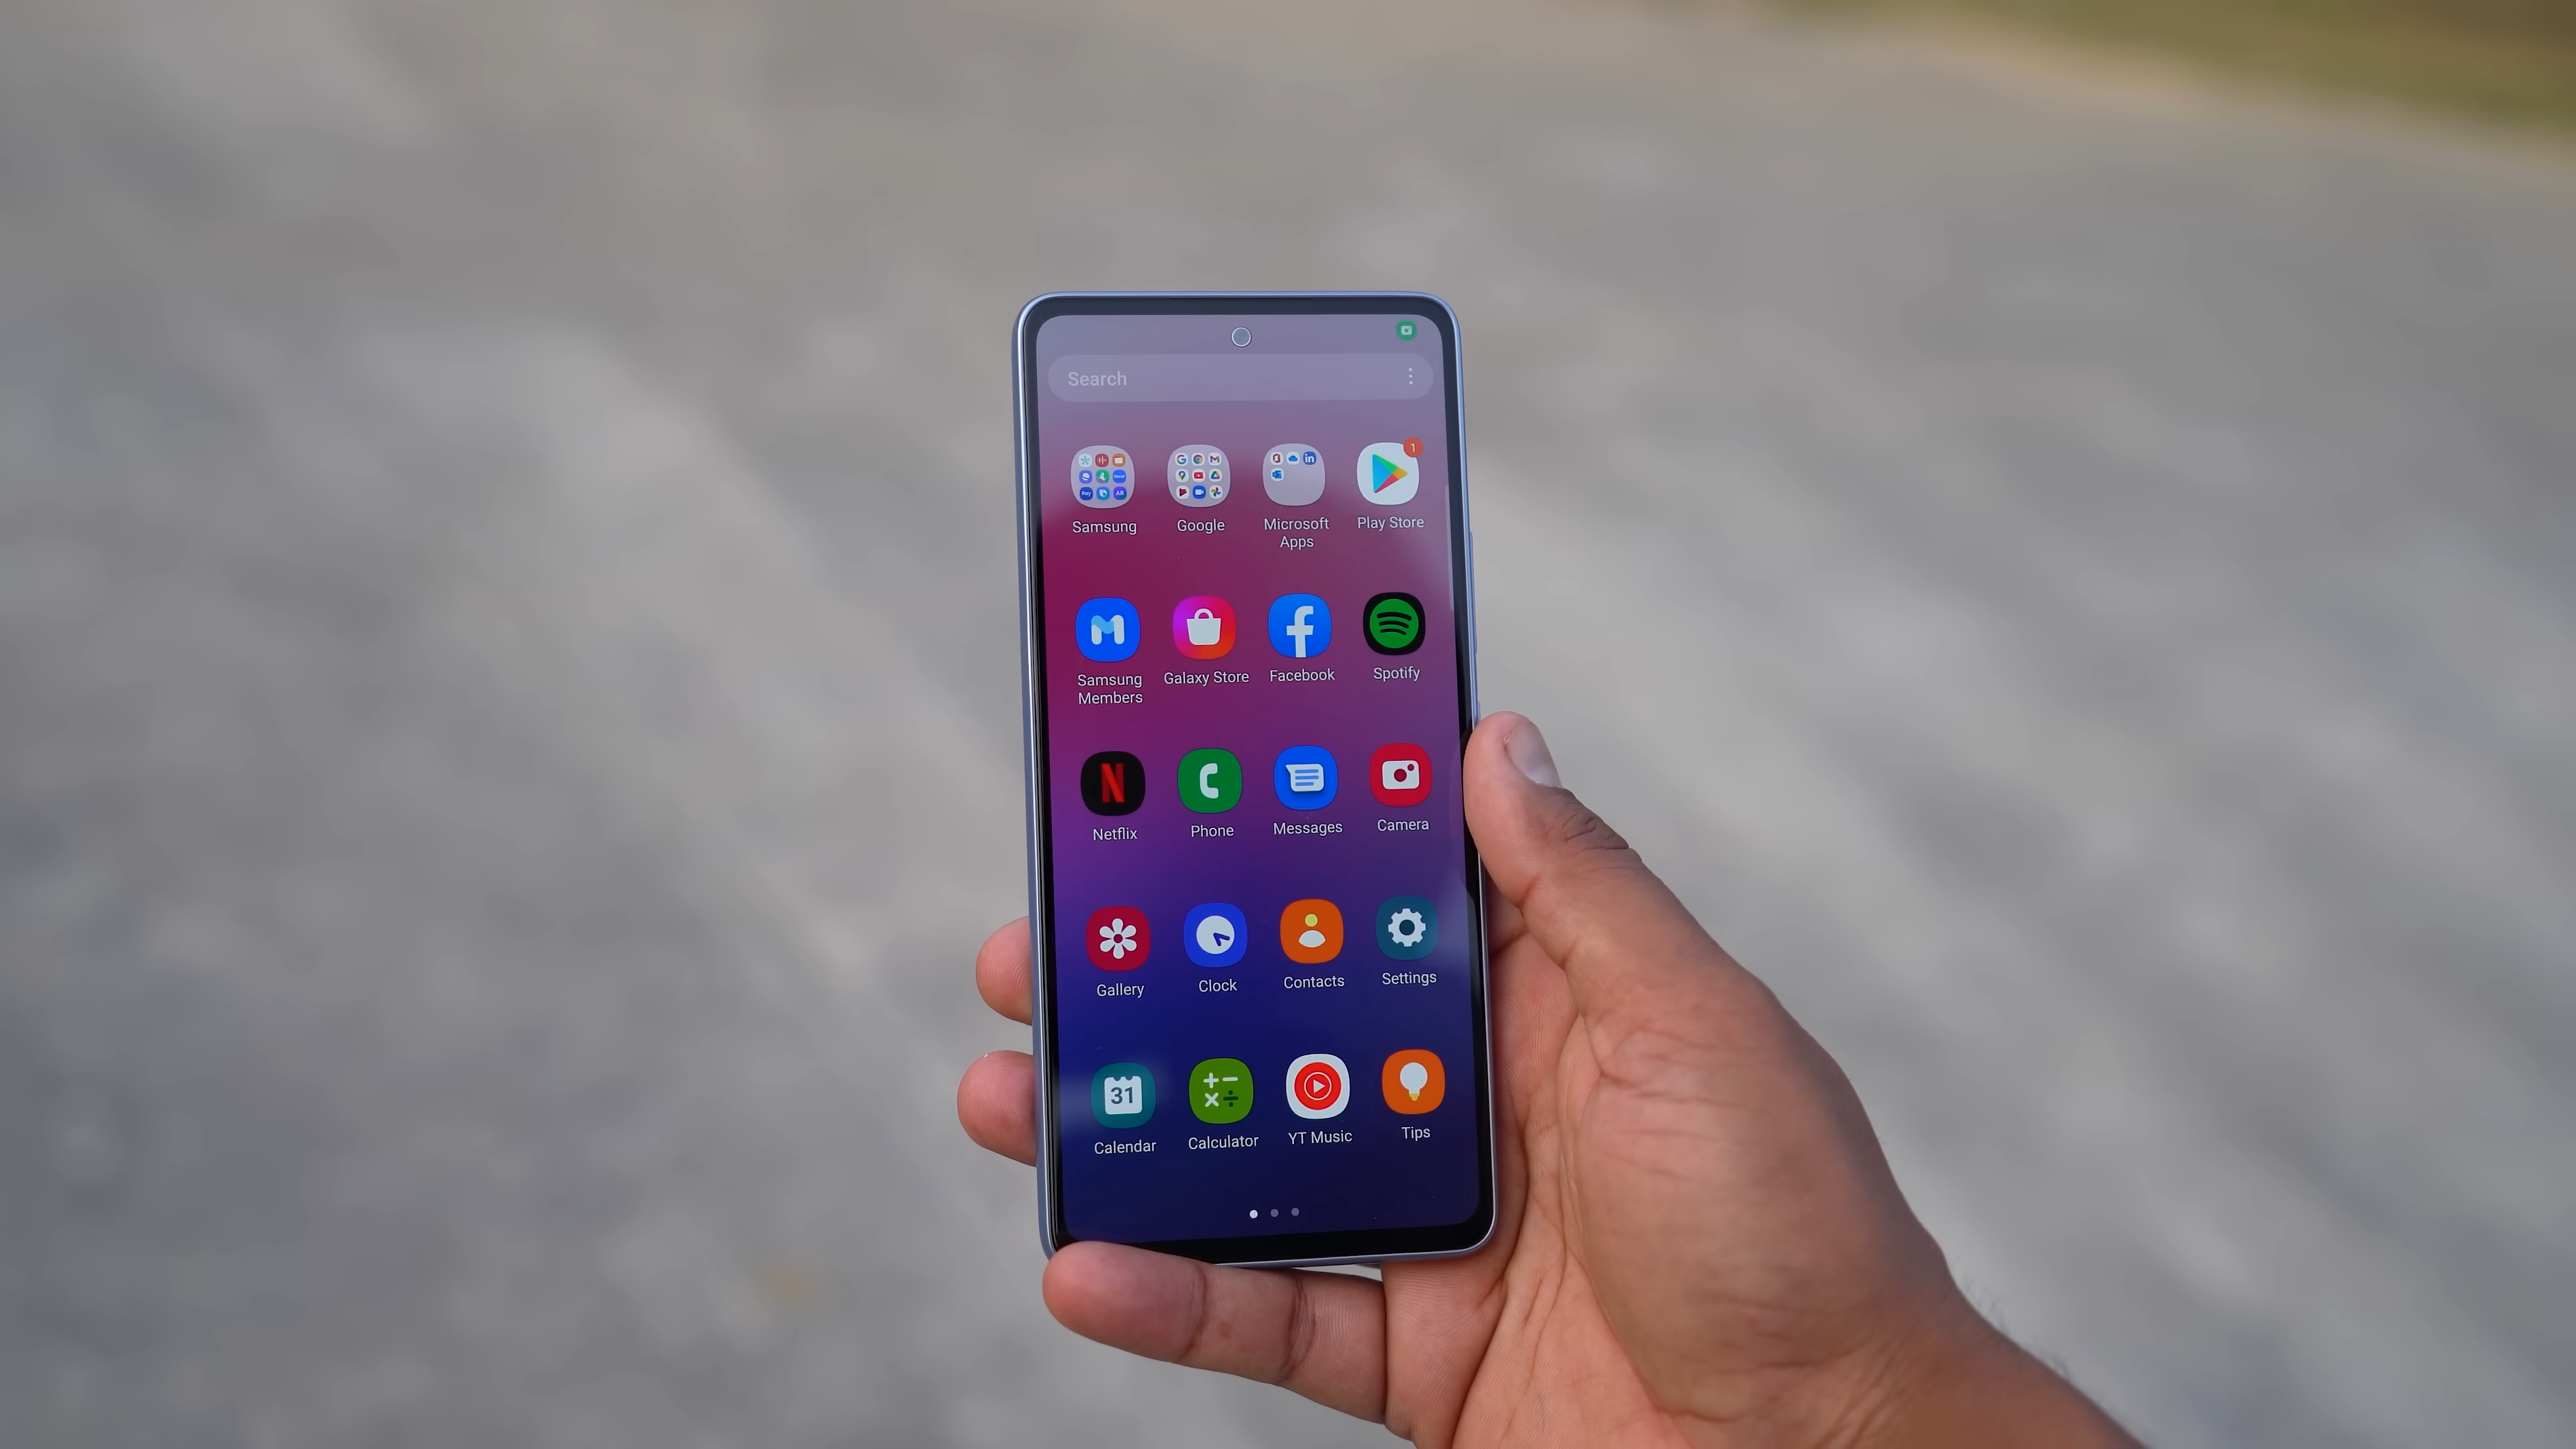 Search
1
Samsung
Google
Microsoft
Apps
Play Store
Samsung
Members
Galaxy Store
Facebook
Spotify
N
Netflix
Phone
Messages
Camera
Gallery
Clock
Contacts
Settings
31
Calendar
Calculator
YT Music
Tips